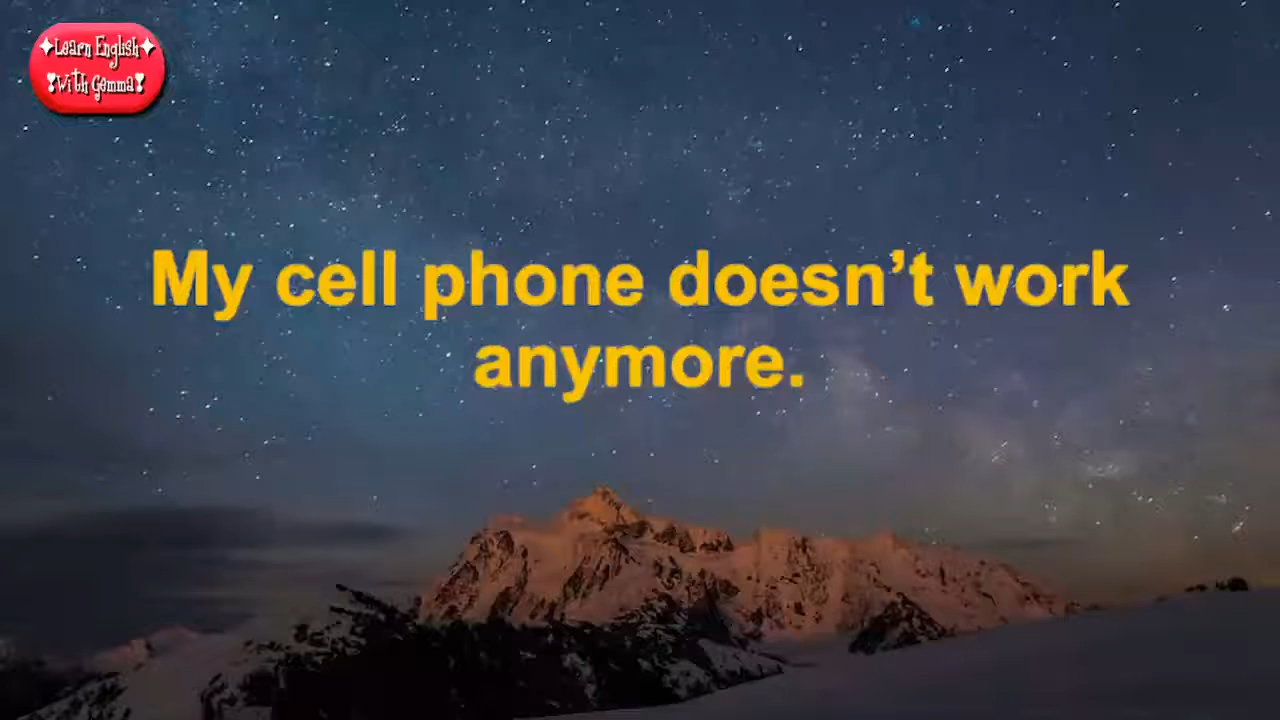 ✦Learn English✦
❣With Gemma❣
My cell phone doesn’t work
anymore.